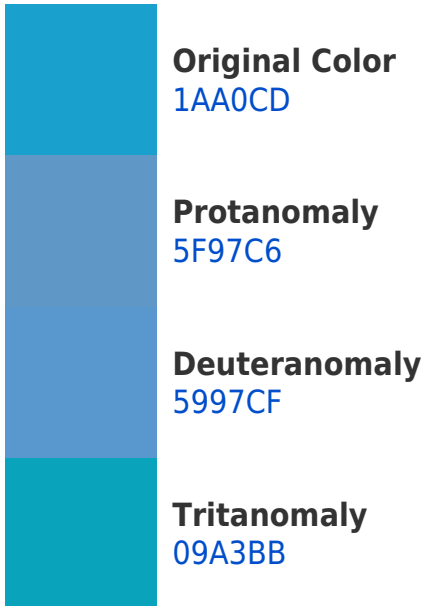 Original Color
1AA0CD
Protanomaly
5F97C6
Deuteranomaly
5997CF
Tritanomaly
09A3BB